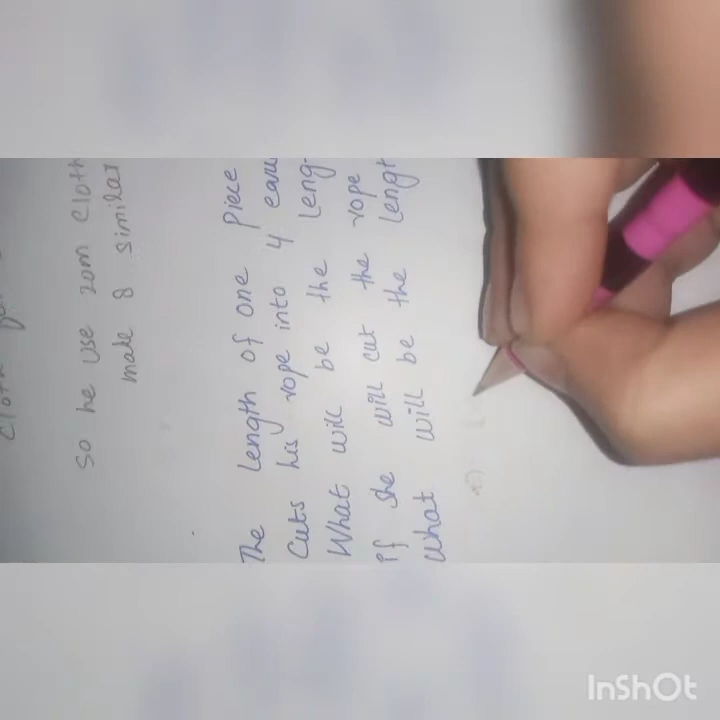 so he use 20m cloth
make 8 similar
The length of one piece
Cuts his rope into 4
What will be the leng-
if she will cut the rope
what will be the lengt
InShOt